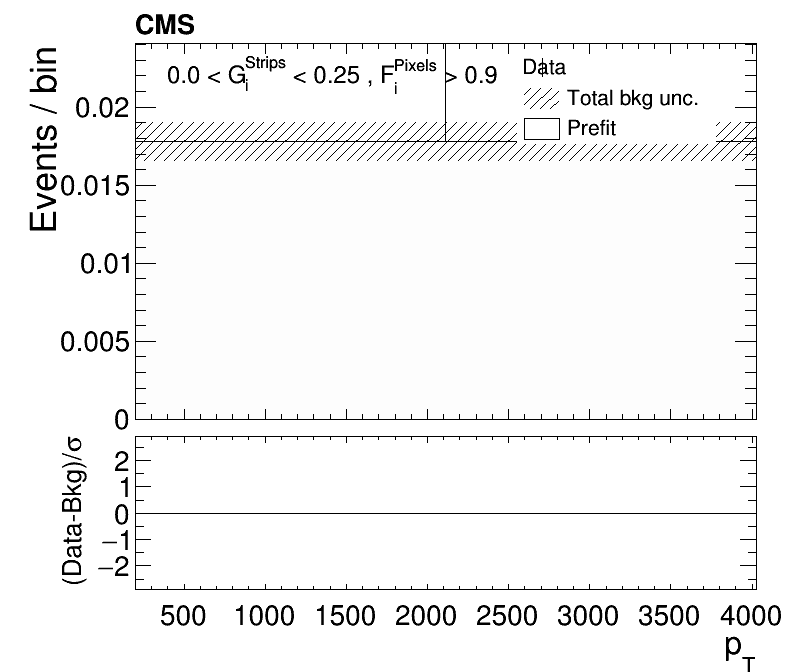 CMS
0.0 < G_i^Strips < 0.25 , F_i^Pixels > 0.9
Data
Total bkg unc.
Prefit
Events / bin
0.02
0.015
0.01
0.005
0
(Data-Bkg)/σ
2
1
0
−1
−2
500 1000 1500 2000 2500 3000 3500 4000
p_T